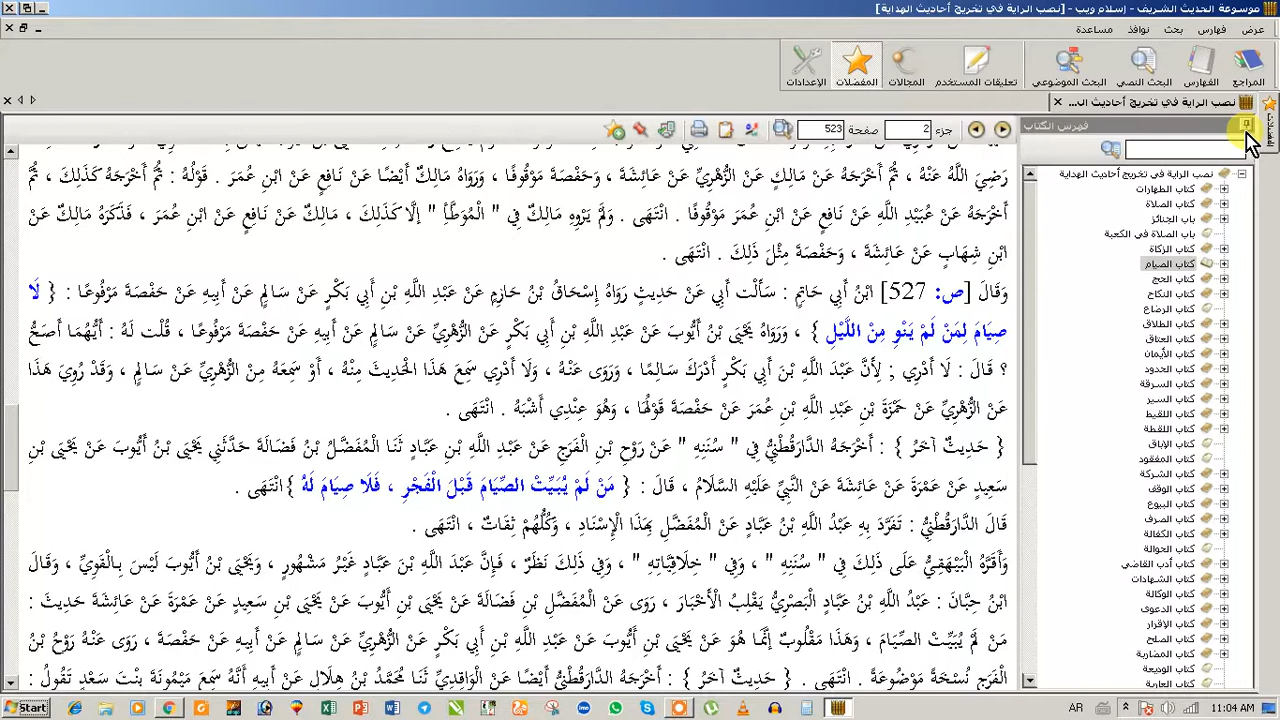 موسوعة الحديث الشريف - إسلام ويب - [نصب الراية في تخريج أحاديث الهداية]
عرض فهارس بحث نوافذ مساعدة
المراجع الفهارس البحث النصي البحث الموضوعي تعليقات المستخدم المجالات المفضلات الإعدادات
نصب الراية في تخريج أحاديث الـ...
فهرس الكتاب
جزء 2 صفحة 523
رَضِيَ اللَّهُ عَنْهُ ، ثُمَّ أَخْرَجَهُ عَنْ مَالِكٍ عَنْ الزُّهْرِيِّ عَنْ عَائِشَةَ ، وَحَفْصَةَ مَوْقُوفًا ، وَرَوَاهُ مَالِكٌ أَيْضًا عَنْ نَافِعٍ عَنْ ابْنِ عُمَرَ . قَوْلُهُ : ثُمَّ أَخْرَجَهُ كَذَلِكَ ، ثُمَّ
أَخْرَجَهُ عَنْ عُبَيْدِ اللَّهِ عَنْ نَافِعٍ عَنْ ابْنِ عُمَرَ مَوْقُوفًا . انْتَهَى . وَلَمْ يَرْوِهِ مَالِكٌ فِي " الْمُوَطَّأِ " إلَّا كَذَلِكَ ، مَالِكٌ عَنْ نَافِعٍ عَنْ ابْنِ عُمَرَ ، فَذَكَرَهُ مَالِكٌ عَنْ
ابْنِ شِهَابٍ عَنْ عَائِشَةَ ، وَحَفْصَةَ مِثْلَ ذَلِكَ . انْتَهَى .
وَقَالَ [ص: 527] ابْنُ أَبِي حَاتِمٍ : سَأَلْت أَبِي عَنْ حَدِيثٍ رَوَاهُ إِسْحَاقُ بْنُ حَازِمٍ عَنْ عَبْدِ اللَّهِ بْنِ أَبِي بَكْرٍ عَنْ سَالِمٍ عَنْ أَبِيهِ عَنْ حَفْصَةَ مَرْفُوعًا : { لَا
صِيَامَ لِمَنْ لَمْ يَنْوِ مِنْ اللَّيْلِ } ، وَرَوَاهُ يَحْيَى بْنُ أَيُّوبَ عَنْ عَبْدِ اللَّهِ بْنِ أَبِي بَكْرٍ عَنْ الزُّهْرِيِّ عَنْ سَالِمٍ عَنْ أَبِيهِ عَنْ حَفْصَةَ مَرْفُوعًا ، قُلْت لَهُ : أَيُّهُمَا أَصَحُّ
؟ قَالَ : لَا أَدْرِي ; لِأَنَّ عَبْدَ اللَّهِ بْنَ أَبِي بَكْرٍ أَدْرَكَ سَالِمًا ، وَرَوَى عَنْهُ ، وَلَا أَدْرِي سَمِعَ هَذَا الْحَدِيثَ مِنْهُ ، أَوْ سَمِعَهُ مِنْ الزُّهْرِيِّ عَنْ سَالِمٍ ، وَقَدْ رُوِيَ هَذَا
عَنْ الزُّهْرِيِّ عَنْ حَمْزَةَ بْنِ عَبْدِ اللَّهِ بْنِ عُمَرَ عَنْ حَفْصَةَ قَوْلُهَا ، وَهُوَ عِنْدِي أَشْبَهُ . انْتَهَى .
{ حَدِيثٌ آخَرُ } : أَخْرَجَهُ الدَّارَقُطْنِيُّ فِي " سُنَنِهِ " عَنْ رَوْحِ بْنِ الْفَرَجِ عَنْ عَبْدِ اللَّهِ بْنِ عَبَّادٍ ثَنَا الْمُفَضَّلُ بْنُ فَضَالَةَ حَدَّثَنِي يَحْيَى بْنُ أَيُّوبَ عَنْ يَحْيَى بْنِ
سَعِيدٍ عَنْ عَمْرَةَ عَنْ عَائِشَةَ عَنْ النَّبِيِّ عَلَيْهِ السَّلَامُ ، قَالَ : { مَنْ لَمْ يُبَيِّتْ الصِّيَامَ قَبْلَ الْفَجْرِ ، فَلَا صِيَامَ لَهُ } انْتَهَى .
قَالَ الدَّارَقُطْنِيُّ : تَفَرَّدَ بِهِ عَبْدُ اللَّهِ بْنُ عَبَّادٍ عَنْ الْمُفَضَّلِ بِهَذَا الْإِسْنَادِ ، وَكُلُّهُمْ ثِقَاتٌ ، انْتَهَى .
وَأَقَرَّهُ الْبَيْهَقِيُّ عَلَى ذَلِكَ فِي " سُنَنِهِ " ، وَفِي " خِلَافِيَّاتِهِ " ، وَفِي ذَلِكَ نَظَرٌ ، فَإِنَّ عَبْدَ اللَّهِ بْنَ عَبَّادٍ غَيْرُ مَشْهُورٍ ، وَيَحْيَى بْنُ أَيُّوبَ لَيْسَ بِالْقَوِيِّ ، وَقَالَ
ابْنُ حِبَّانَ : عَبْدُ اللَّهِ بْنُ عَبَّادٍ الْبَصْرِيُّ يَقْلِبُ الْأَخْبَارَ ، رَوَى عَنْ الْمُفَضَّلِ بْنِ فَضَالَةَ عَنْ يَحْيَى بْنِ أَيُّوبَ عَنْ يَحْيَى بْنِ سَعِيدٍ عَنْ عَمْرَةَ عَنْ عَائِشَةَ حَدِيثَ :
مَنْ لَمْ يُبَيِّتْ الصِّيَامَ ، وَهَذَا مَقْلُوبٌ إنَّمَا هُوَ عَنْ يَحْيَى بْنِ أَيُّوبَ عَنْ عَبْدِ اللَّهِ بْنِ أَبِي بَكْرٍ عَنْ الزُّهْرِيِّ عَنْ سَالِمٍ عَنْ أَبِيهِ عَنْ حَفْصَةَ ، رَوَى عَنْهُ رَوْحُ بْنُ
الْفَرَجِ نُسْخَةً مَوْضُوعَةً . انْتَهَى . { حَدِيثٌ آخَرُ } : أَخْرَجَهُ الدَّارَقُطْنِيُّ أَيْضًا عَنْ الْوَاقِدِيِّ ثَنَا مُحَمَّدُ بْنُ هِلَالٍ عَنْ أَبِيهِ أَنَّهُ سَمِعَ مَيْمُونَةَ بِنْتَ سَعْدٍ تَقُولُ :
نصب الراية في تخريج أحاديث الهداية
كتاب الطهارات
كتاب الصلاة
باب الجنائز
باب الصلاة في الكعبة
كتاب الزكاة
كتاب الصيام
كتاب الحج
كتاب النكاح
كتاب الرضاع
كتاب الطلاق
كتاب العتاق
كتاب الأيمان
كتاب الحدود
كتاب السرقة
كتاب السير
كتاب اللقيط
كتاب اللقطة
كتاب الإباق
كتاب المفقود
كتاب الشركة
كتاب الوقف
كتاب البيوع
كتاب الصرف
كتاب الكفالة
كتاب الحوالة
كتاب أدب القاضي
كتاب الشهادات
كتاب الوكالة
كتاب الدعوى
كتاب الإقرار
كتاب الصلح
كتاب المضاربة
كتاب الوديعة
كتاب العارية
Start
AR
11:04 AM